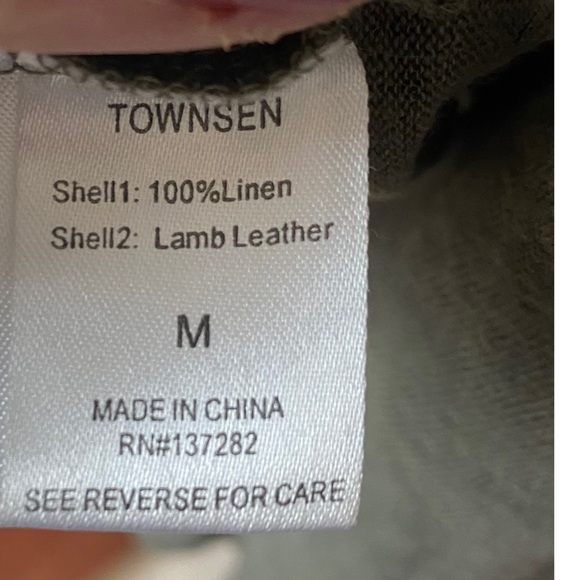 TOWNSEN
Shell1: 100%Linen
Shell2: Lamb Leather
M
MADE IN CHINA
RN#137282
SEE REVERSE FOR CARE